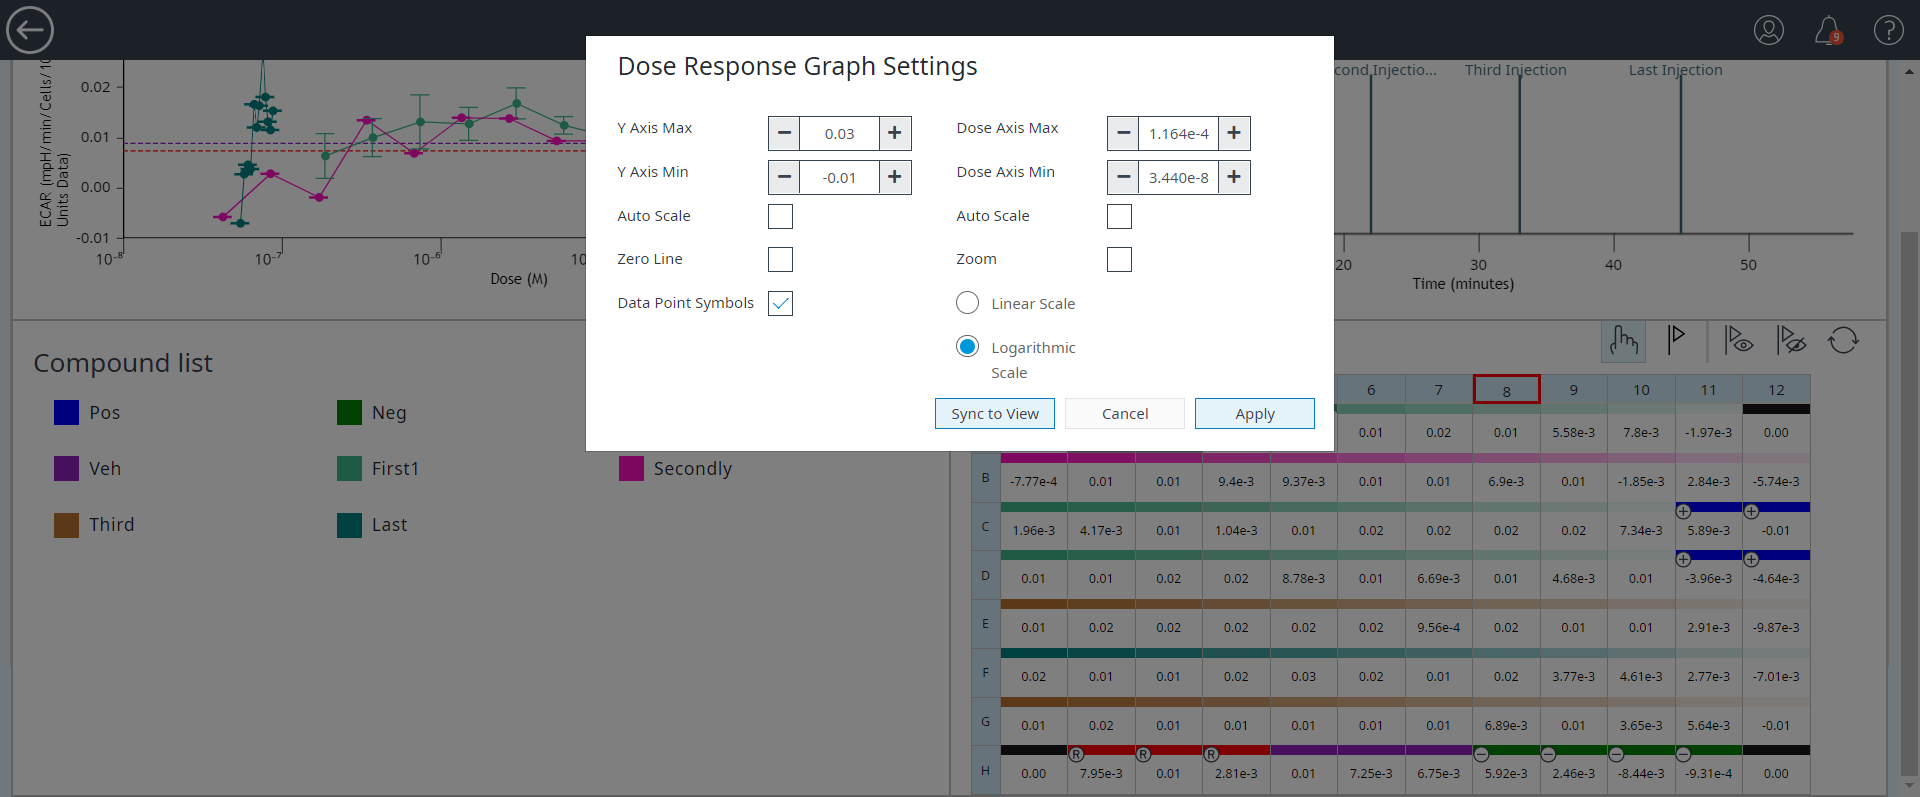 9
Dose Response Graph Settings
Y Axis Max
0.03
Dose Axis Max
1.164e-4
Y Axis Min
-0.01
Dose Axis Min
3.440e-8
Auto Scale
Auto Scale
Zero Line
Zoom
Data Point Symbols
Linear Scale
Logarithmic
Scale
Sync to View
Cancel
Apply
ECAR (mpH/min/Cells/10
Units Data)
0.02
0.01
0.00
-0.01
10⁻⁸
10⁻⁷
10⁻⁶
10
Dose (M)
cond Injectio...
Third Injection
Last Injection
20
30
40
50
Time (minutes)
Compound list
Pos
Neg
Veh
First1
Secondly
Third
Last
6 7 8 9 10 11 12
0.01 0.02 0.01 5.58e-3 7.8e-3 -1.97e-3 0.00
B -7.77e-4 0.01 0.01 9.4e-3 9.37e-3 0.01 0.01 6.9e-3 0.01 -1.85e-3 2.84e-3 -5.74e-3
C 1.96e-3 4.17e-3 0.01 1.04e-3 0.01 0.02 0.02 0.02 0.02 7.34e-3 5.89e-3 -0.01
D 0.01 0.01 0.02 0.02 8.78e-3 0.01 6.69e-3 0.01 4.68e-3 0.01 -3.96e-3 -4.64e-3
E 0.01 0.02 0.02 0.02 0.02 0.02 9.56e-4 0.02 0.01 0.01 2.91e-3 -9.87e-3
F 0.02 0.01 0.01 0.02 0.03 0.02 0.01 0.02 3.77e-3 4.61e-3 2.77e-3 -7.01e-3
G 0.01 0.02 0.01 0.01 0.01 0.01 0.01 6.89e-3 0.01 3.65e-3 5.64e-3 -0.01
R R R
H 0.00 7.95e-3 0.01 2.81e-3 0.01 7.25e-3 6.75e-3 5.92e-3 2.46e-3 -8.44e-3 -9.31e-4 0.00